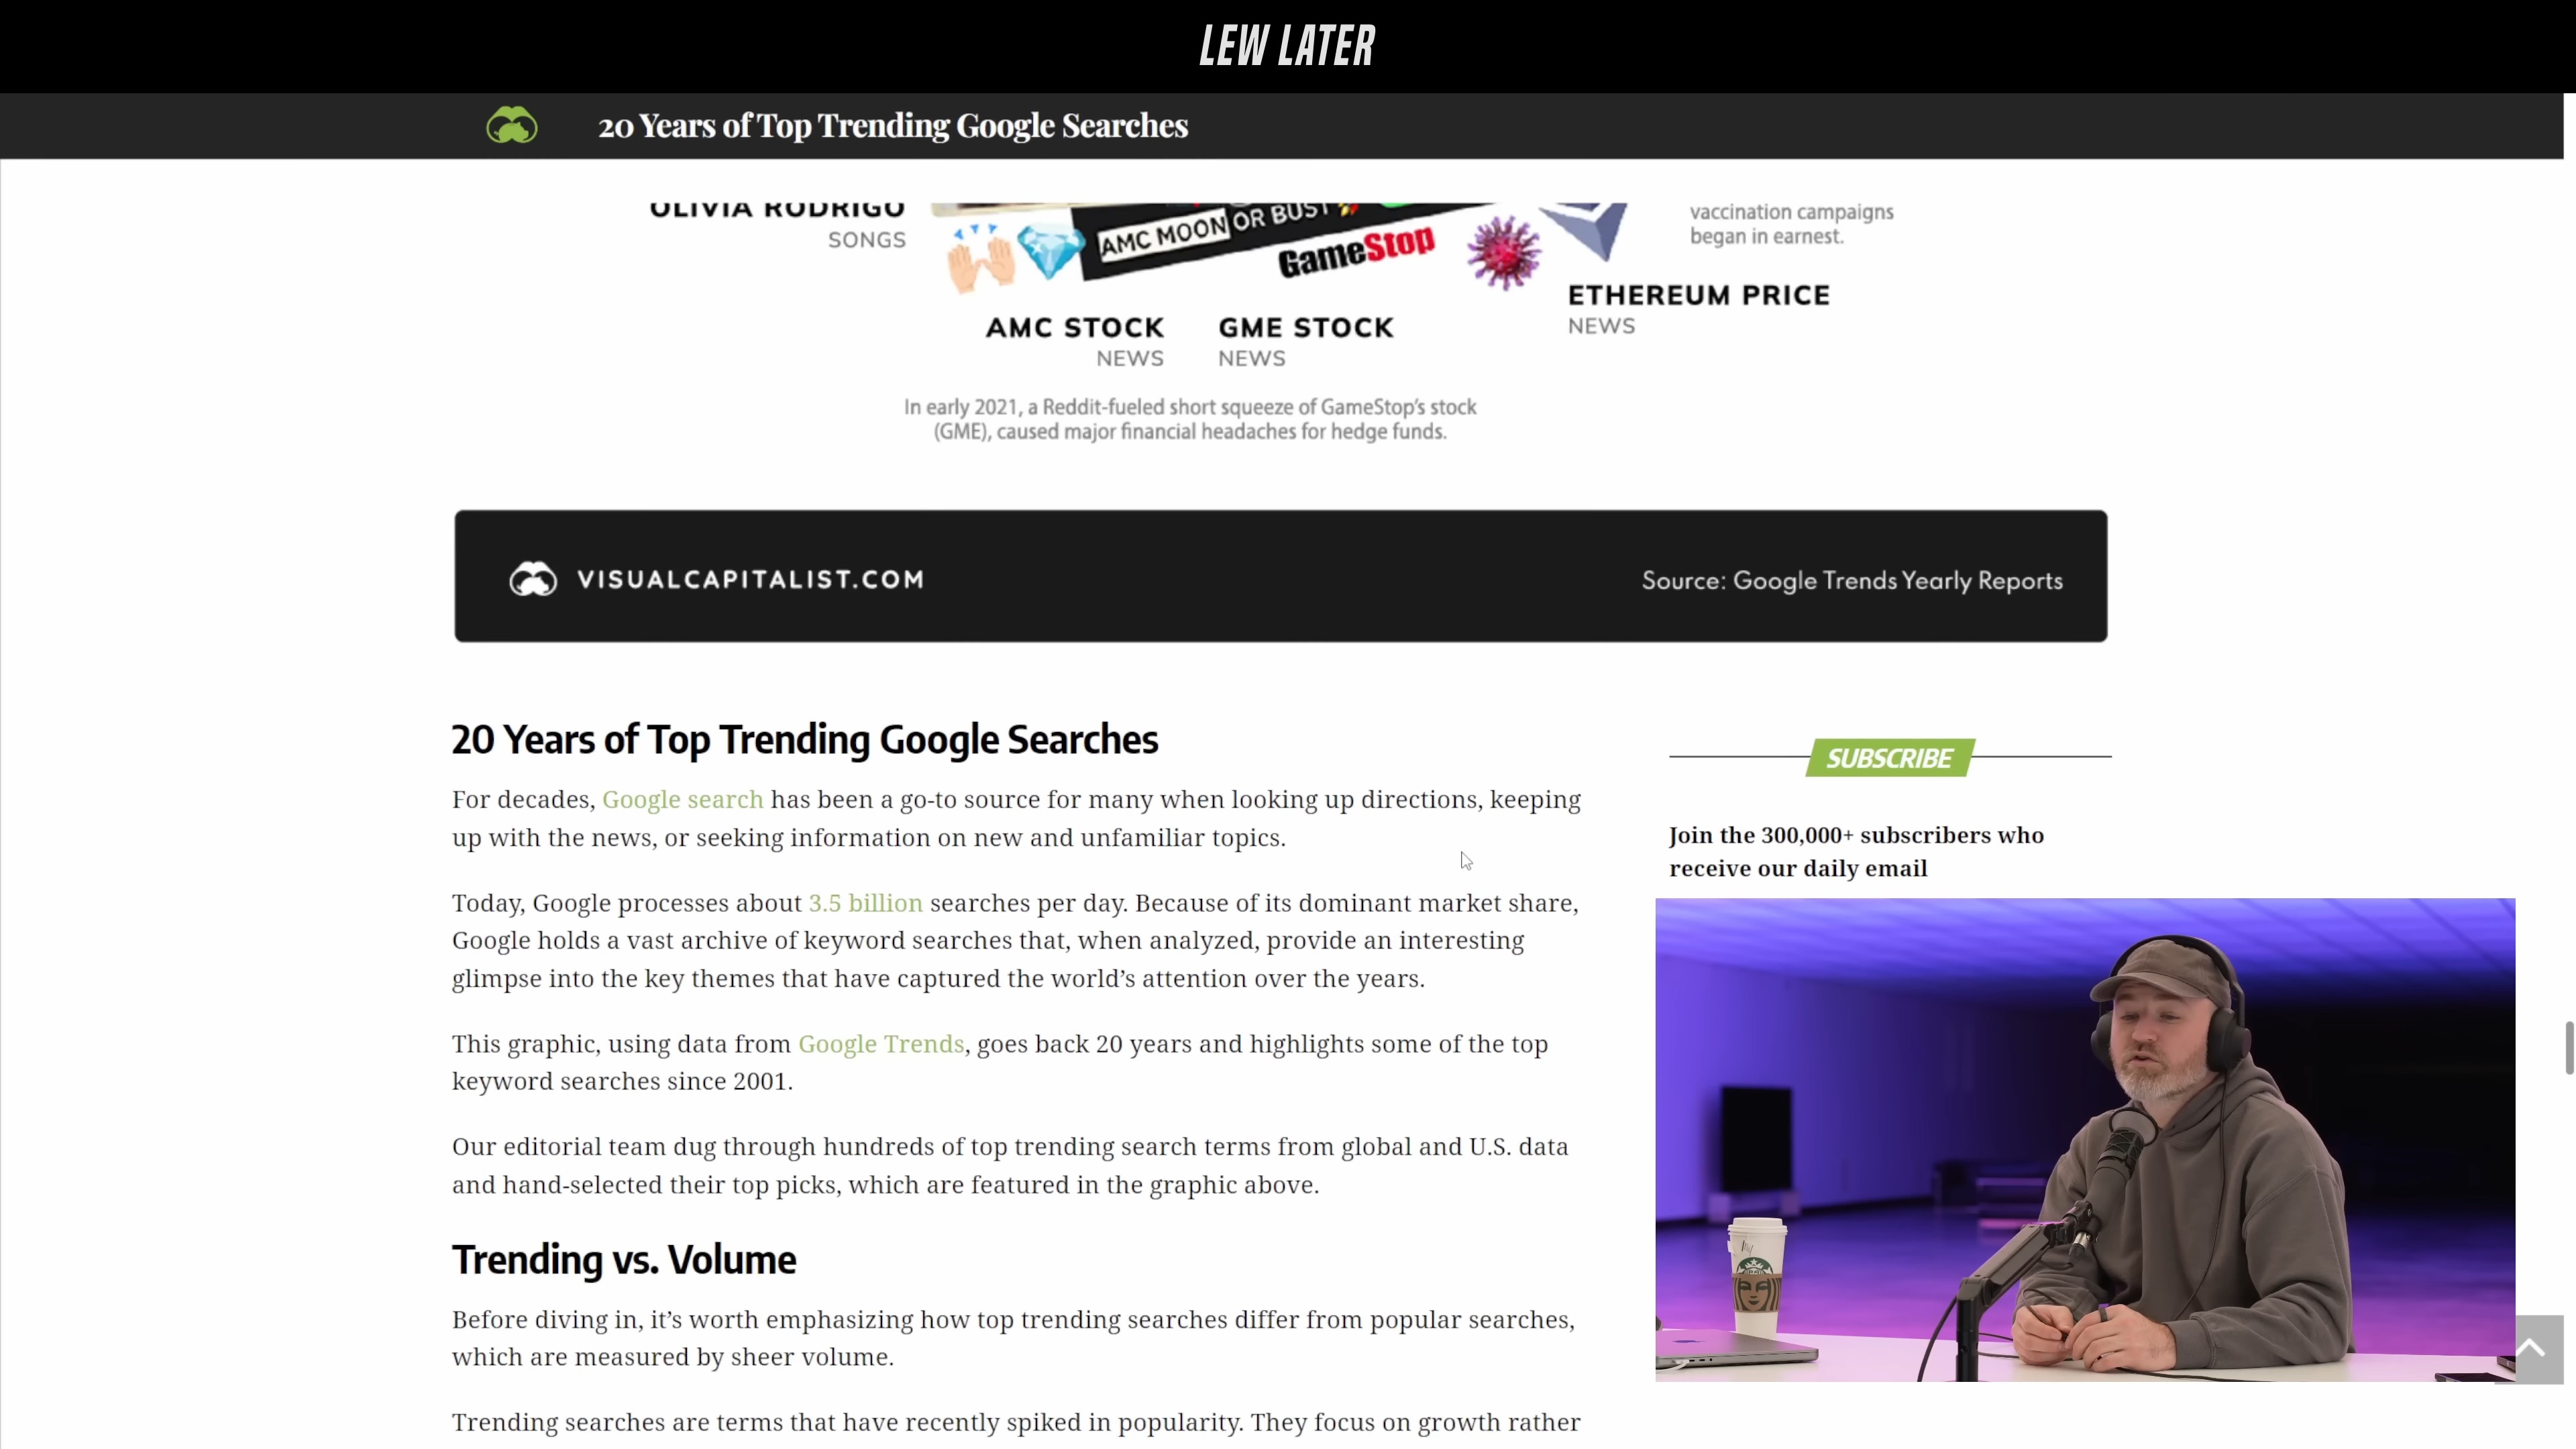 LEW LATER
20 Years of Top Trending Google Searches
OLIVIA RODRIGO
SONGS
AMC MOON OR BUST
GameStop
vaccination campaigns
began in earnest.
ETHEREUM PRICE
NEWS
AMC STOCK
NEWS
GME STOCK
NEWS
In early 2021, a Reddit-fueled short squeeze of GameStop's stock
(GME), caused major financial headaches for hedge funds.
VISUALCAPITALIST.COM
Source: Google Trends Yearly Reports
20 Years of Top Trending Google Searches
For decades, Google search has been a go-to source for many when looking up directions, keeping
up with the news, or seeking information on new and unfamiliar topics.
Today, Google processes about 3.5 billion searches per day. Because of its dominant market share,
Google holds a vast archive of keyword searches that, when analyzed, provide an interesting
glimpse into the key themes that have captured the world’s attention over the years.
This graphic, using data from Google Trends, goes back 20 years and highlights some of the top
keyword searches since 2001.
Our editorial team dug through hundreds of top trending search terms from global and U.S. data
and hand-selected their top picks, which are featured in the graphic above.
Trending vs. Volume
Before diving in, it’s worth emphasizing how top trending searches differ from popular searches,
which are measured by sheer volume.
Trending searches are terms that have recently spiked in popularity. They focus on growth rather
SUBSCRIBE
Join the 300,000+ subscribers who
receive our daily email